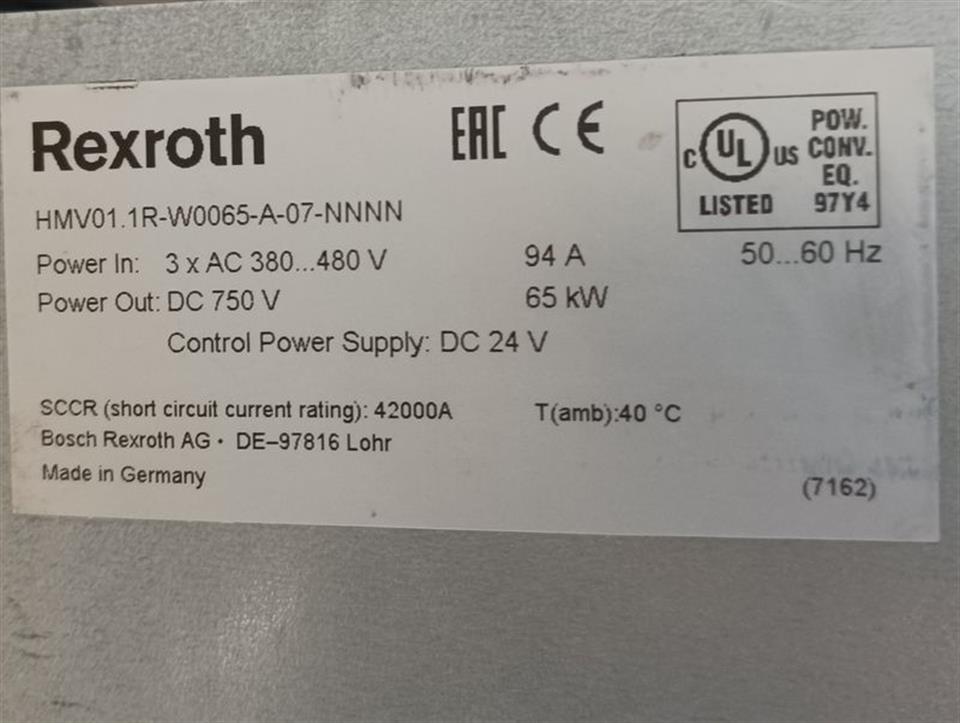 Rexroth
EAC CE
C UL US LISTED
POW.
CONV.
EQ.
97Y4
HMV01.1R-W0065-A-07-NNNN
Power In: 3 x AC 380...480 V 94 A 50...60 Hz
Power Out: DC 750 V 65 kW
Control Power Supply: DC 24 V
SCCR (short circuit current rating): 42000A T(amb):40 °C
Bosch Rexroth AG · DE–97816 Lohr
Made in Germany
(7162)